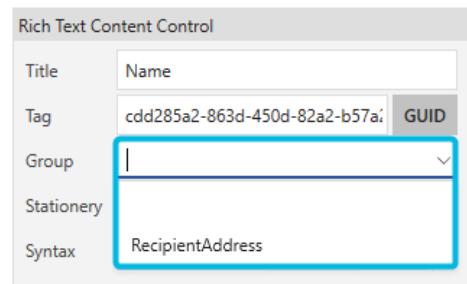 Rich Text Content Control
Title Name
Tag cdd285a2-863d-450d-82a2-b57a GUID
Group
Stationery
RecipientAddress
Syntax